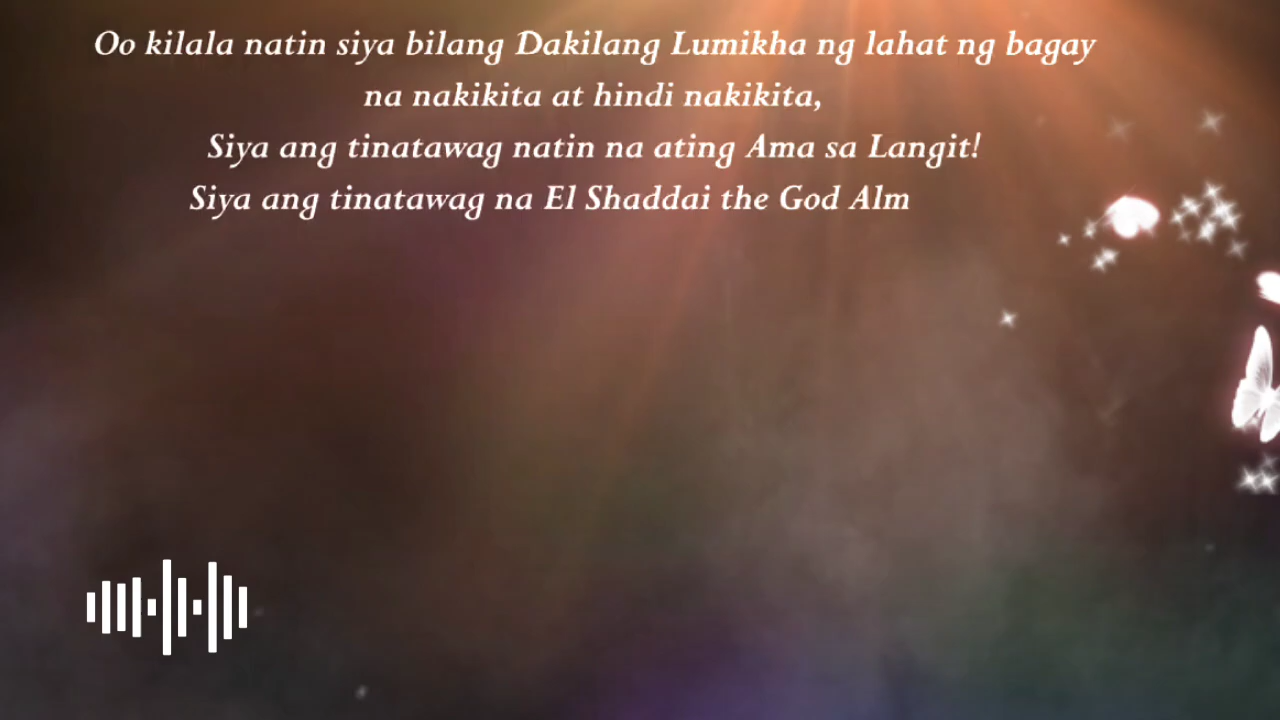 Oo kilala natin siya bilang Dakilang Lumikha ng lahat ng bagay
na nakikita at hindi nakikita,
Siya ang tinatawag natin na ating Ama sa Langit!
Siya ang tinatawag na El Shaddai the God Alm